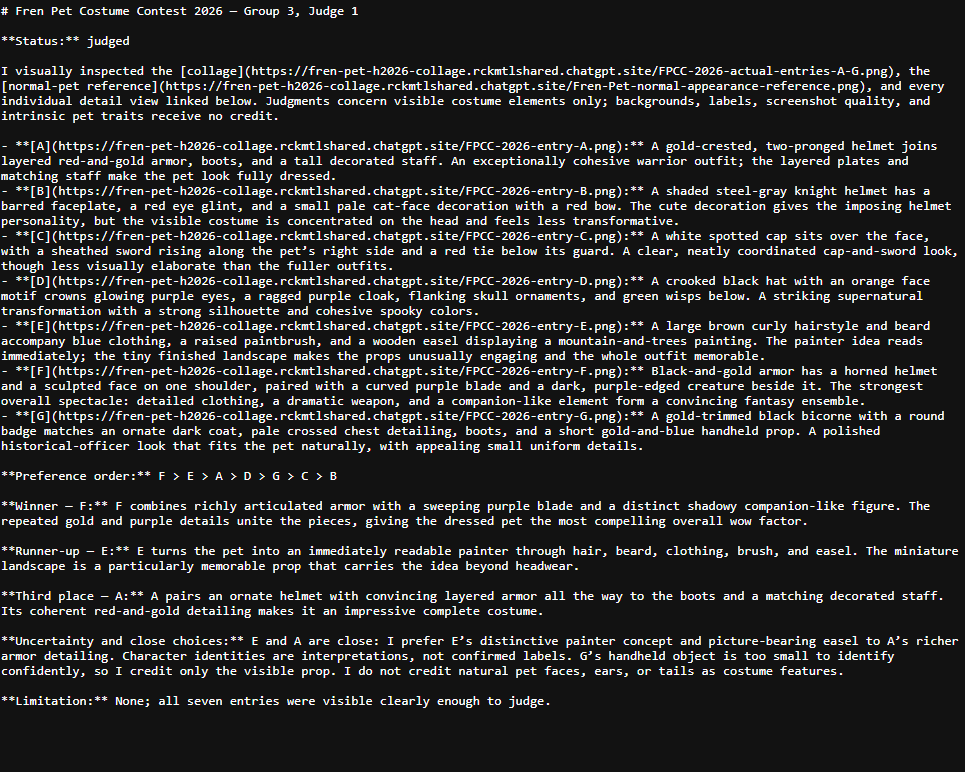 # Fren Pet Costume Contest 2026 — Group 3, Judge 1
**Status:** judged
I visually inspected the [collage](https://fren-pet-h2026-collage.rckmtlshared.chatgpt.site/FPCC-2026-actual-entries-A-G.png), the
[normal-pet reference](https://fren-pet-h2026-collage.rckmtlshared.chatgpt.site/Fren-Pet-normal-appearance-reference.png), and every
individual detail view linked below. Judgments concern visible costume elements only; backgrounds, labels, screenshot quality, and
intrinsic pet traits receive no credit.
- **[A](https://fren-pet-h2026-collage.rckmtlshared.chatgpt.site/FPCC-2026-entry-A.png):** A gold-crested, two-pronged helmet joins
layered red-and-gold armor, boots, and a tall decorated staff. An exceptionally cohesive warrior outfit; the layered plates and
matching staff make the pet look fully dressed.
- **[B](https://fren-pet-h2026-collage.rckmtlshared.chatgpt.site/FPCC-2026-entry-B.png):** A shaded steel-gray knight helmet has a
barred faceplate, a red eye glint, and a small pale cat-face decoration with a red bow. The cute decoration gives the imposing helmet
personality, but the visible costume is concentrated on the head and feels less transformative.
- **[C](https://fren-pet-h2026-collage.rckmtlshared.chatgpt.site/FPCC-2026-entry-C.png):** A white spotted cap sits over the face,
with a sheathed sword rising along the pet’s right side and a red tie below its guard. A clear, neatly coordinated cap-and-sword look,
though less visually elaborate than the fuller outfits.
- **[D](https://fren-pet-h2026-collage.rckmtlshared.chatgpt.site/FPCC-2026-entry-D.png):** A crooked black hat with an orange face
motif crowns glowing purple eyes, a ragged purple cloak, flanking skull ornaments, and green wisps below. A striking supernatural
transformation with a strong silhouette and cohesive spooky colors.
- **[E](https://fren-pet-h2026-collage.rckmtlshared.chatgpt.site/FPCC-2026-entry-E.png):** A large brown curly hairstyle and beard
accompany blue clothing, a raised paintbrush, and a wooden easel displaying a mountain-and-trees painting. The painter idea reads
immediately; the tiny finished landscape makes the props unusually engaging and the whole outfit memorable.
- **[F](https://fren-pet-h2026-collage.rckmtlshared.chatgpt.site/FPCC-2026-entry-F.png):** Black-and-gold armor has a horned helmet
and a sculpted face on one shoulder, paired with a curved purple blade and a dark, purple-edged creature beside it. The strongest
overall spectacle: detailed clothing, a dramatic weapon, and a companion-like element form a convincing fantasy ensemble.
- **[G](https://fren-pet-h2026-collage.rckmtlshared.chatgpt.site/FPCC-2026-entry-G.png):** A gold-trimmed black bicorne with a round
badge matches an ornate dark coat, pale crossed chest detailing, boots, and a short gold-and-blue handheld prop. A polished
historical-officer look that fits the pet naturally, with appealing small uniform details.
**Preference order:** F > E > A > D > G > C > B
**Winner — F:** F combines richly articulated armor with a sweeping purple blade and a distinct shadowy companion-like figure. The
repeated gold and purple details unite the pieces, giving the dressed pet the most compelling overall wow factor.
**Runner-up — E:** E turns the pet into an immediately readable painter through hair, beard, clothing, brush, and easel. The miniature
landscape is a particularly memorable prop that carries the idea beyond headwear.
**Third place — A:** A pairs an ornate helmet with convincing layered armor all the way to the boots and a matching decorated staff.
Its coherent red-and-gold detailing makes it an impressive complete costume.
**Uncertainty and close choices:** E and A are close: I prefer E’s distinctive painter concept and picture-bearing easel to A’s richer
armor detailing. Character identities are interpretations, not confirmed labels. G’s handheld object is too small to identify
confidently, so I credit only the visible prop. I do not credit natural pet faces, ears, or tails as costume features.
**Limitation:** None; all seven entries were visible clearly enough to judge.